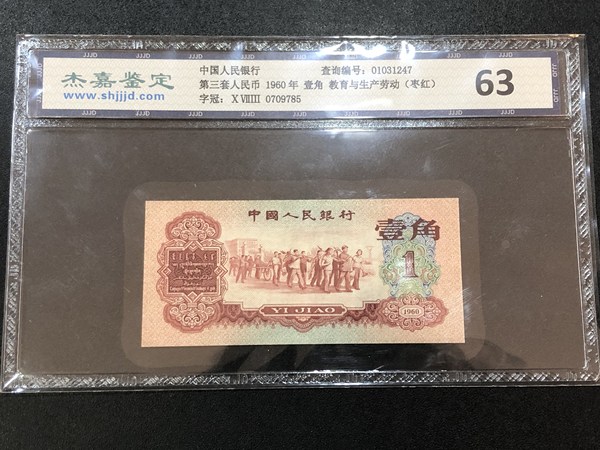 杰嘉鉴定
www.shjjjd.com
中国人民银行 查询编号: 01031247
第三套人民币 1960 年 壹角 教育与生产劳动（枣红）
字冠: X VIII III 0709785
63
中國人民銀行
壹角
1
YI JIAO
1960